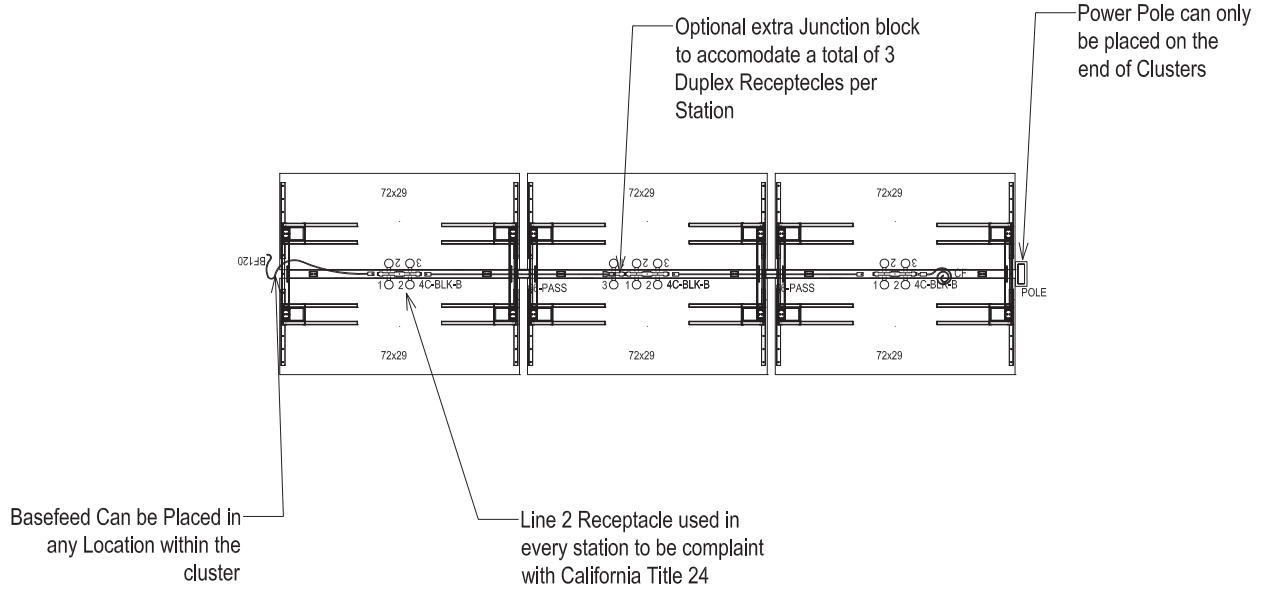 Optional extra Junction block
to accomodate a total of 3
Duplex Receptecles per
Station
Power Pole can only
be placed on the
end of Clusters
72x29
72x29
72x29
BF120
2 3
3 2 3
2 3
CF
1 2 4C-BLK-B
-PASS
3 1 2 4C-BLK-B
-PASS
1 2 4C-BLK-B
POLE
72x29
72x29
72x29
Basefeed Can be Placed in
any Location within the
cluster
Line 2 Receptacle used in
every station to be complaint
with California Title 24